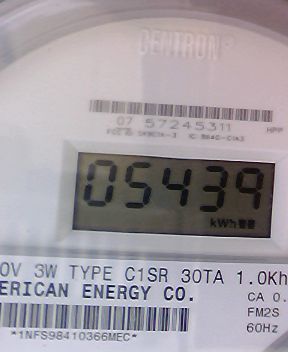 CENTRON®
07 57245311
HPP
05439
kWh
0V 3W TYPE C1SR 30TA 1.0Kh
ERICAN ENERGY CO.
CA 0.
FM2S
60Hz
*1NFS98410366MEC*